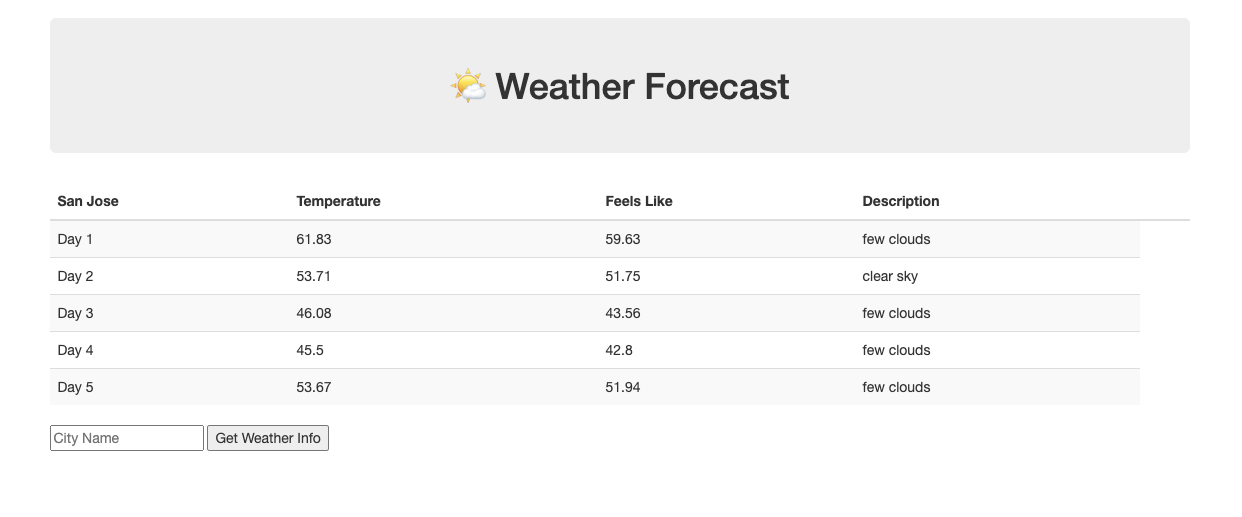 🌤️ Weather Forecast
San Jose Temperature Feels Like Description
Day 1 61.83 59.63 few clouds
Day 2 53.71 51.75 clear sky
Day 3 46.08 43.56 few clouds
Day 4 45.5 42.8 few clouds
Day 5 53.67 51.94 few clouds
City Name Get Weather Info